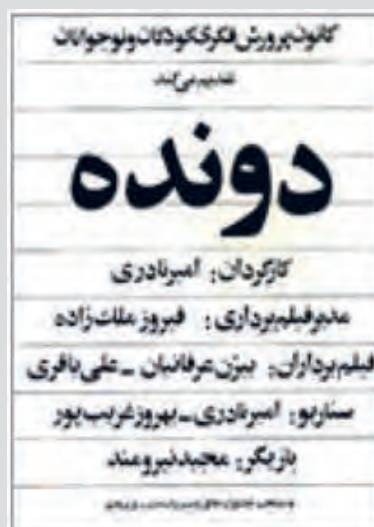 کانون پرورش فکری کودکان و نوجوانان
تقدیم می‌کند
دونده
کارگردان: امیر نادری
مدیر فیلمبرداری: فیروز ملک‌زاده
فیلمبرداران: بیژن عرفانیان - علی باقری
سناریو: امیر نادری - بهروز غریب‌پور
بازیگر: مجید نیرومند